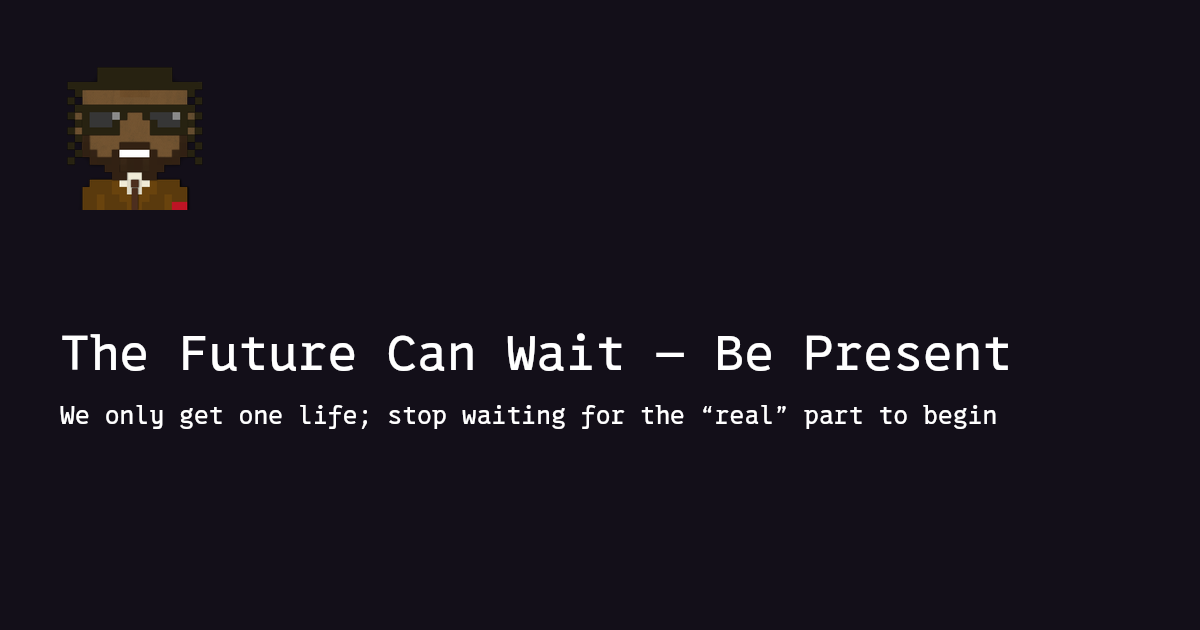 The Future Can Wait — Be Present
We only get one life; stop waiting for the “real” part to begin